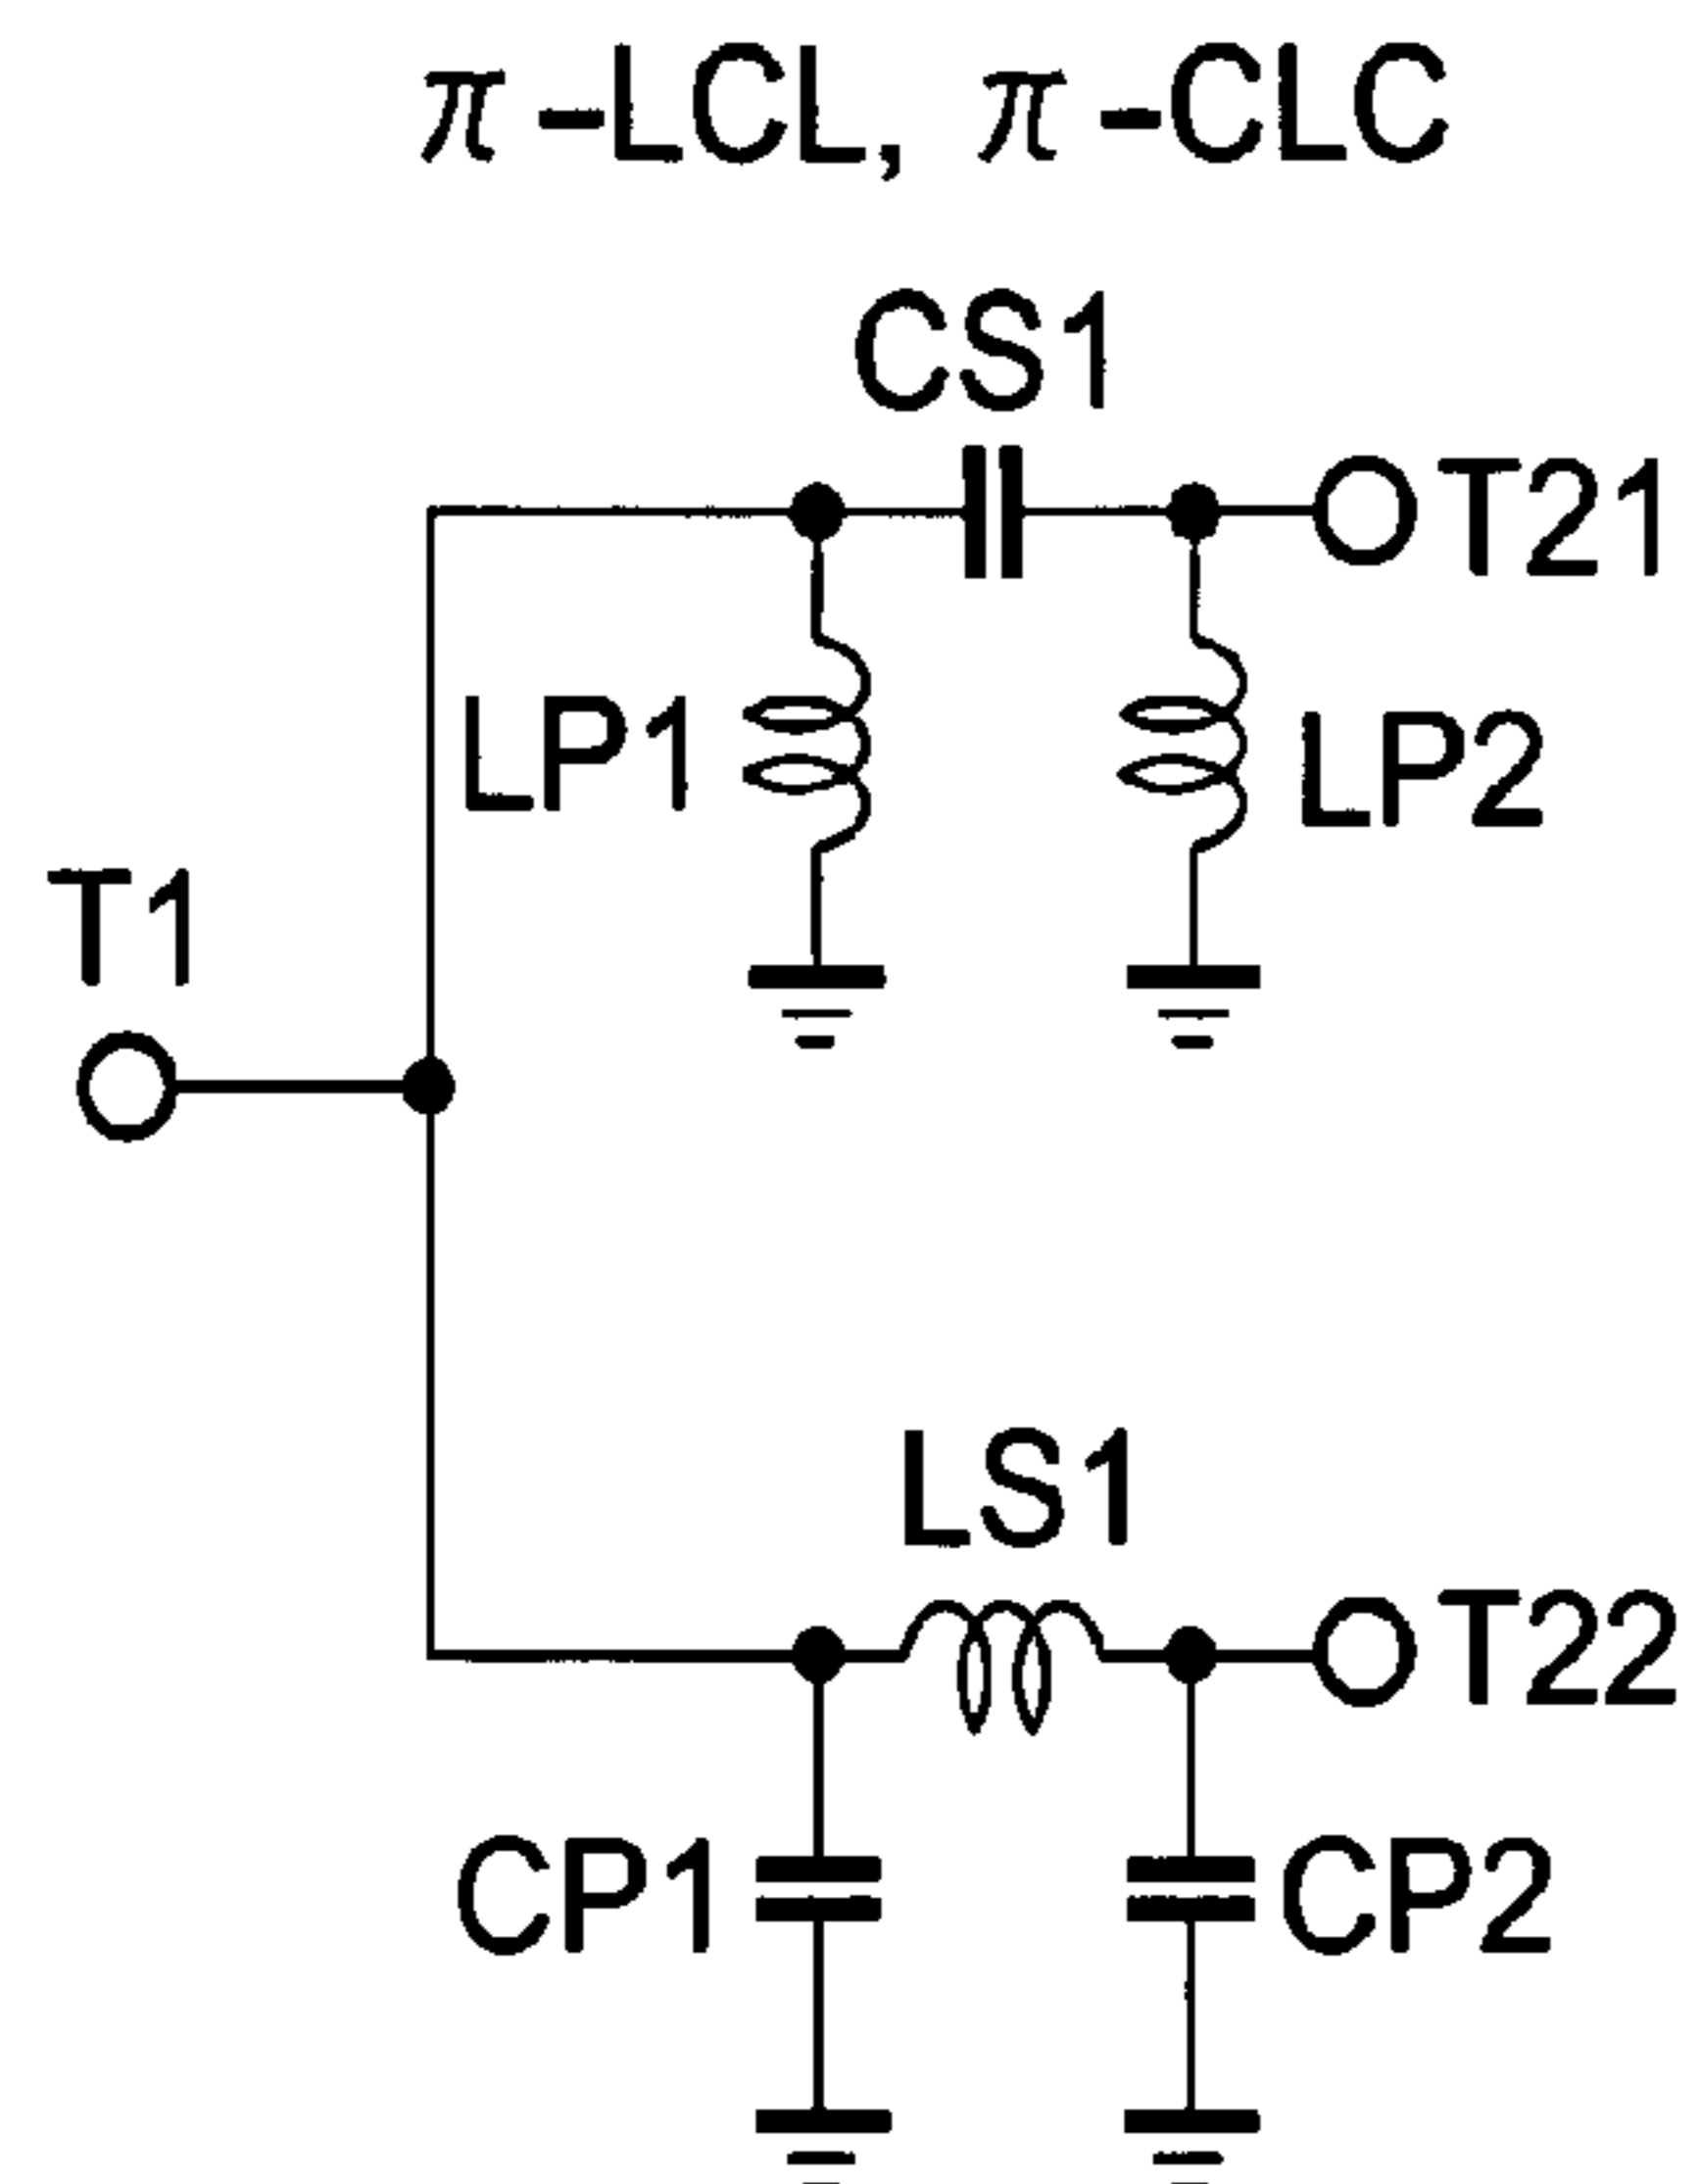 π-LCL, π-CLC
CS1
T21
LP1
LP2
T1
LS1
T22
CP1
CP2